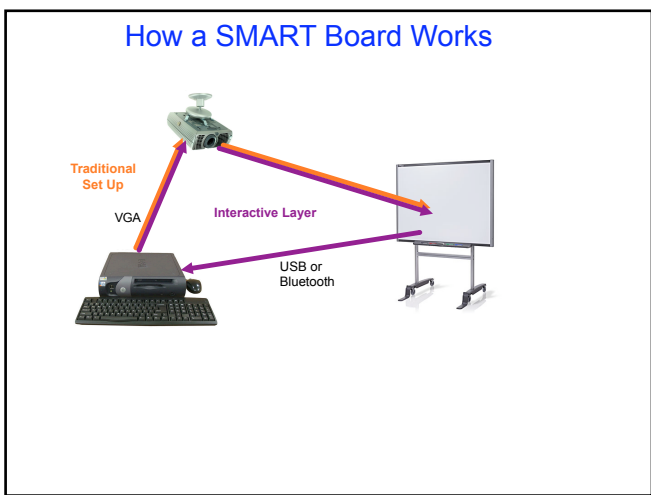 How a SMART Board Works
Traditional
Set Up
VGA
Interactive Layer
USB or
Bluetooth